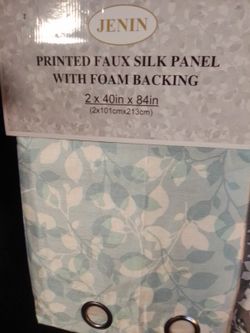 JENIN
PRINTED FAUX SILK PANEL
WITH FOAM BACKING
2 x 40in x 84in
(2x101cmx213cm)